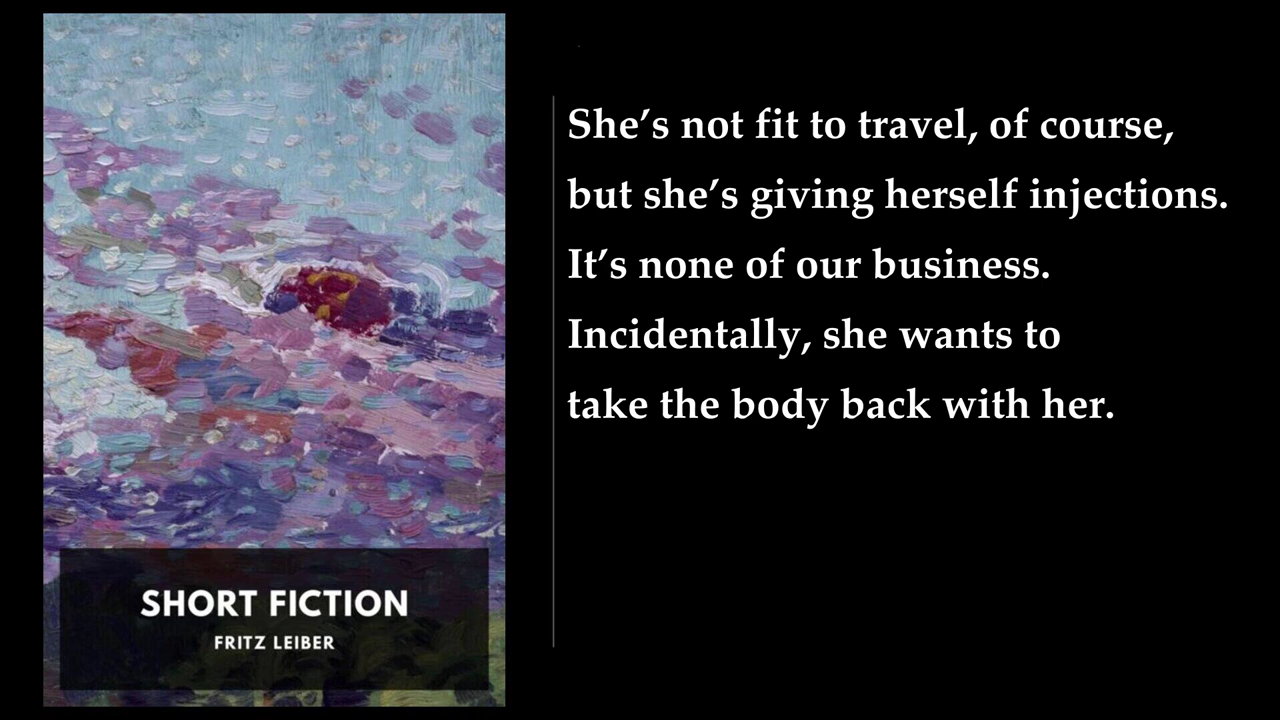 SHORT FICTION
FRITZ LEIBER
She’s not fit to travel, of course,
but she’s giving herself injections.
It’s none of our business.
Incidentally, she wants to
take the body back with her.